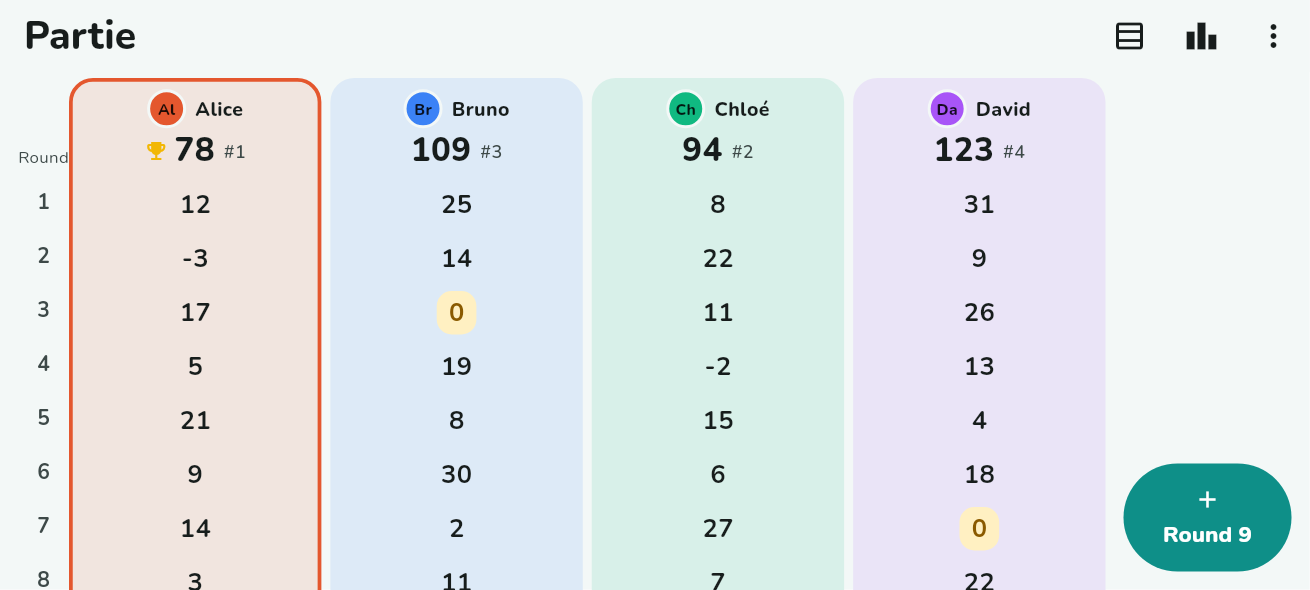 Partie
Al Alice Br Bruno Ch Chloé Da David
Round 78 #1 109 #3 94 #2 123 #4
1 12 25 8 31
2 -3 14 22 9
3 17 0 11 26
4 5 19 -2 13
5 21 8 15 4
6 9 30 6 18
7 14 2 27 0
8 3 11 7 22
+
Round 9